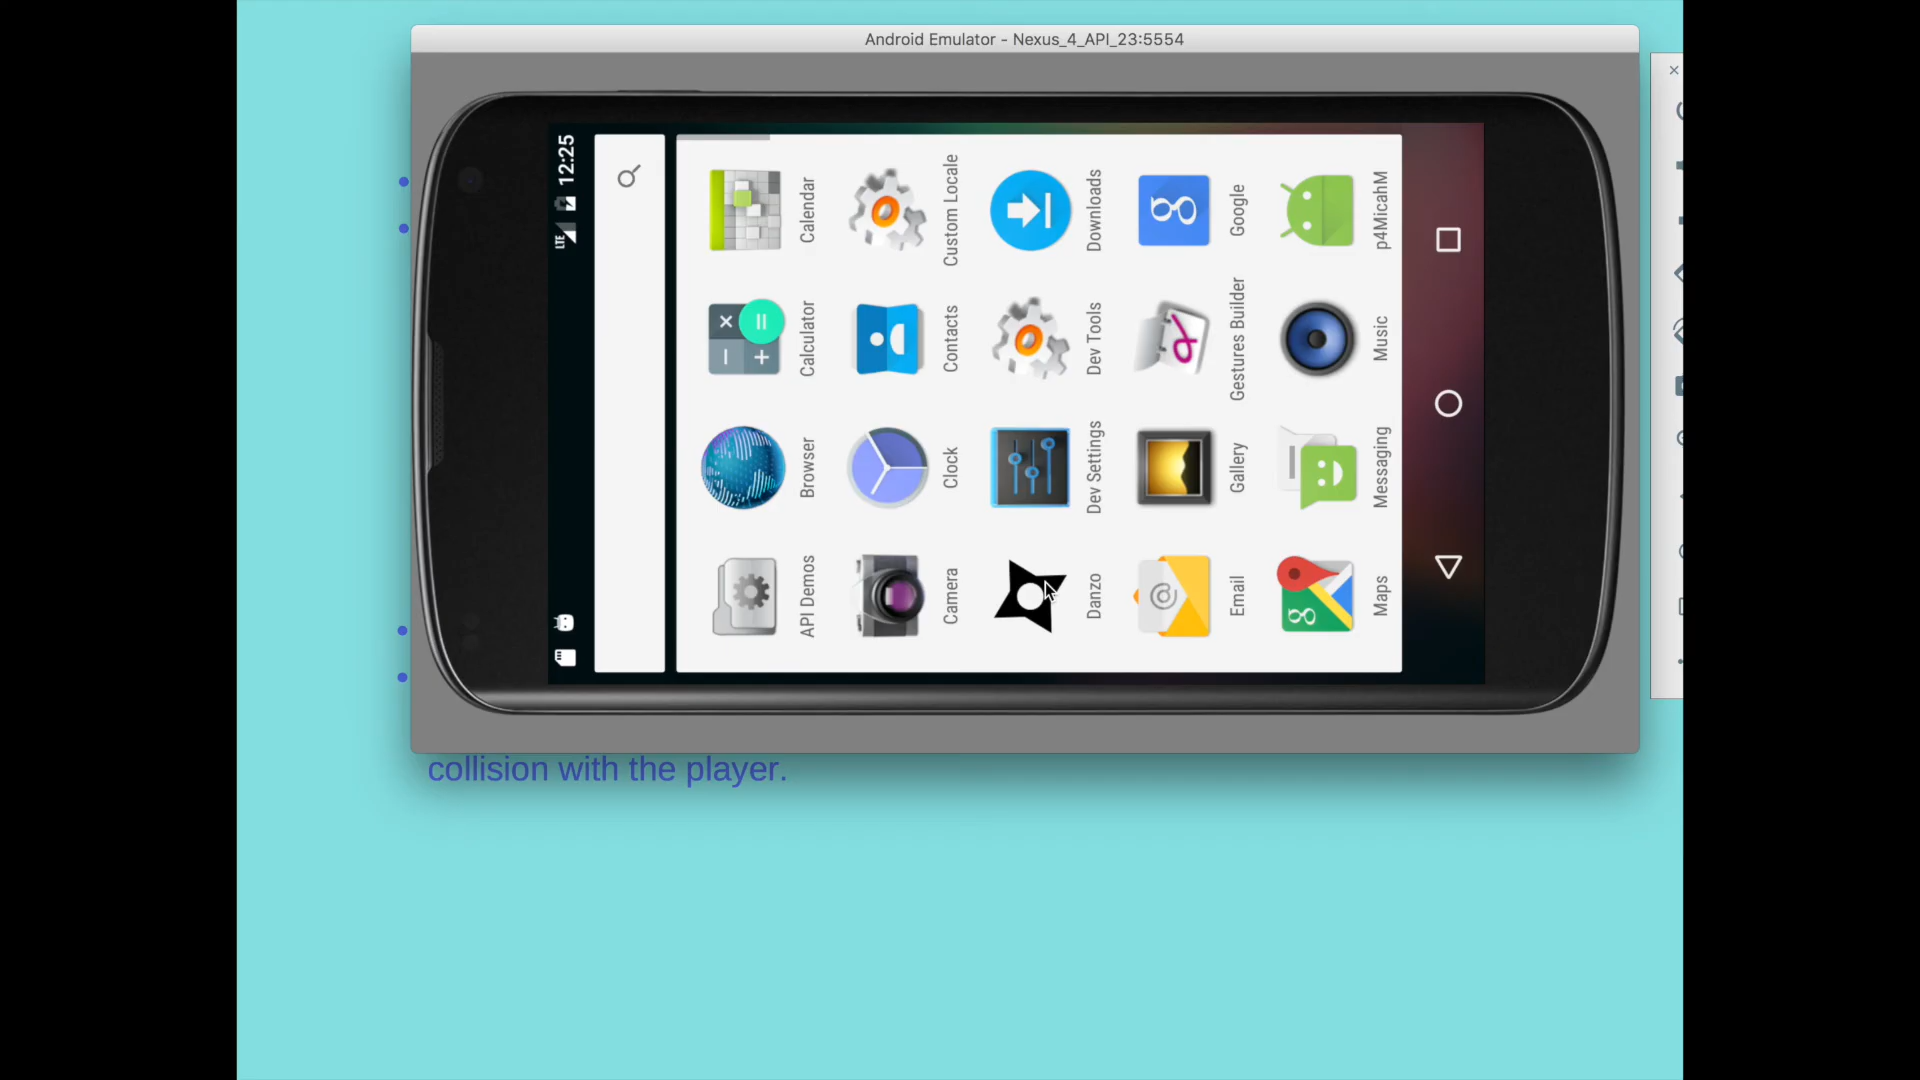 Android Emulator - Nexus_4_API_23:5554
LTE 12:25
API Demos
Browser
Calculator
Calendar
Camera
Clock
Contacts
Custom Locale
Danzo
Dev Settings
Dev Tools
Downloads
Email
Gallery
Gestures Builder
Google
Maps
Messaging
Music
p4MicahM
collision with the player.